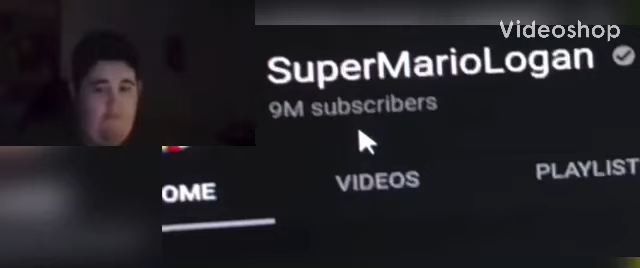 Videoshop
SuperMarioLogan
9M subscribers
OME
VIDEOS
PLAYLIST